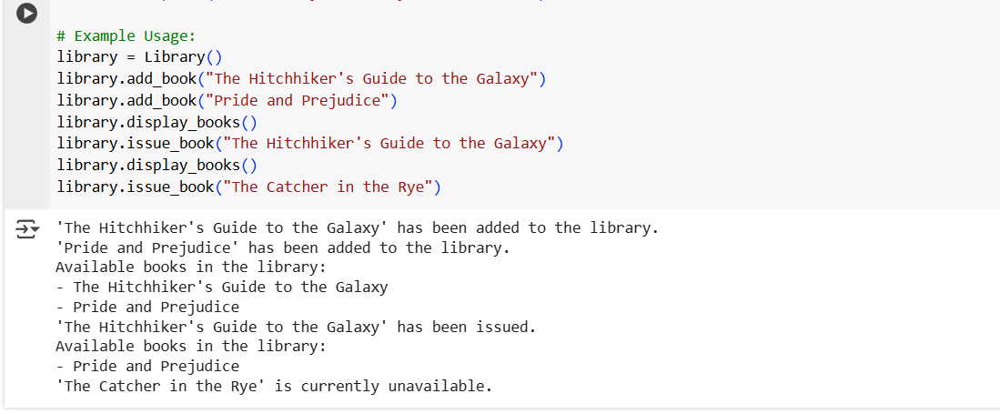 # Example Usage:
library = Library()
library.add_book("The Hitchhiker's Guide to the Galaxy")
library.add_book("Pride and Prejudice")
library.display_books()
library.issue_book("The Hitchhiker's Guide to the Galaxy")
library.display_books()
library.issue_book("The Catcher in the Rye")
'The Hitchhiker's Guide to the Galaxy' has been added to the library.
'Pride and Prejudice' has been added to the library.
Available books in the library:
- The Hitchhiker's Guide to the Galaxy
- Pride and Prejudice
'The Hitchhiker's Guide to the Galaxy' has been issued.
Available books in the library:
- Pride and Prejudice
'The Catcher in the Rye' is currently unavailable.